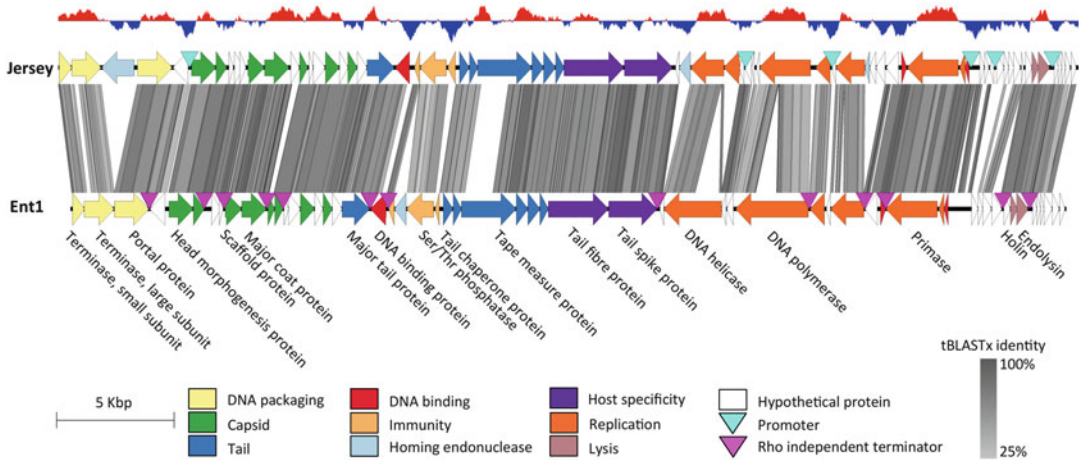 Jersey
Ent1
Terminase, small subunit
Terminase, large subunit
Portal protein
Head morphogenesis protein
Scaffold protein
Major coat protein
Major tail protein
DNA binding protein
Ser/Thr phosphatase
Tail chaperone protein
Tape measure protein
Tail fibre protein
Tail spike protein
DNA helicase
DNA polymerase
Primase
Holin
Endolysin
tBLASTx identity
100%
25%
5 Kbp
DNA packaging
Capsid
Tail
DNA binding
Immunity
Homing endonuclease
Host specificity
Replication
Lysis
Hypothetical protein
Promoter
Rho independent terminator